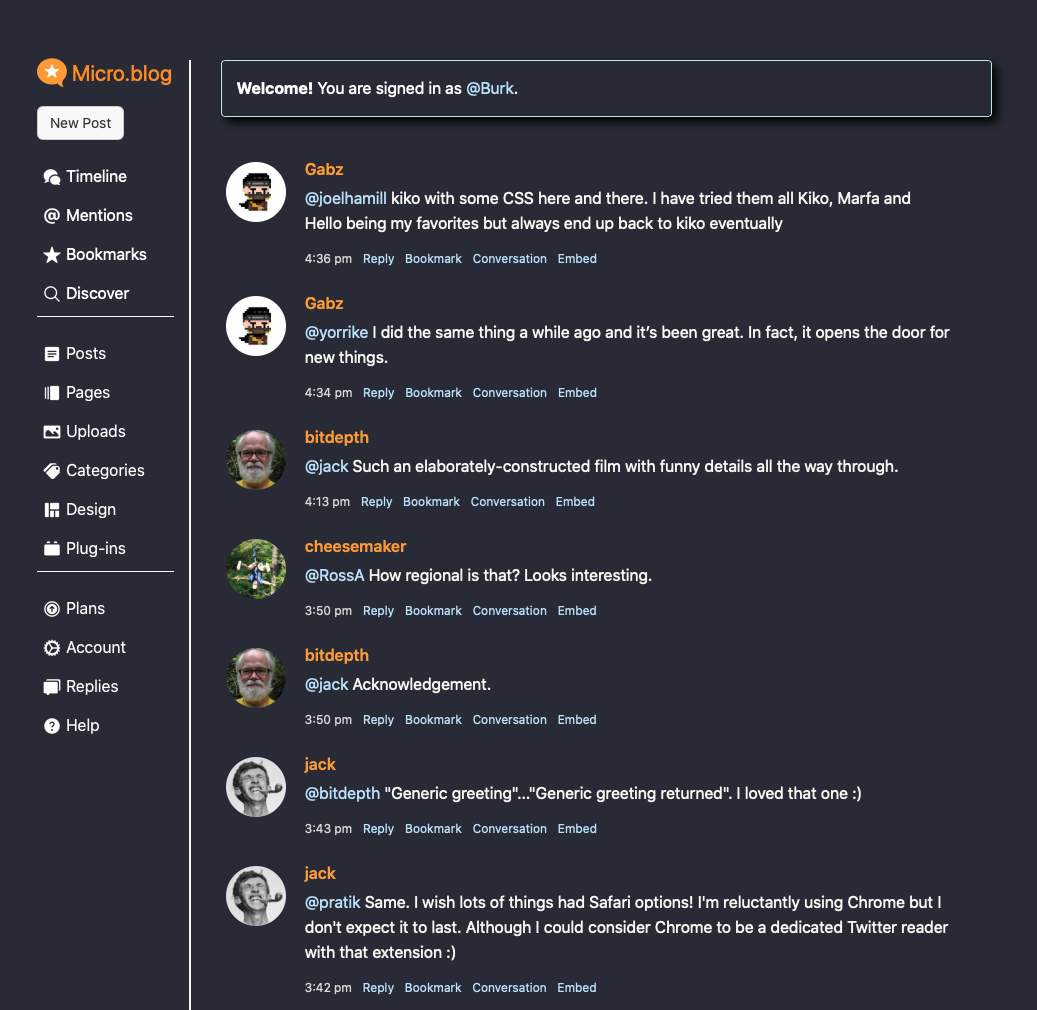 Micro.blog
New Post
Timeline
Mentions
Bookmarks
Discover
Posts
Pages
Uploads
Categories
Design
Plug-ins
Plans
Account
Replies
Help
Welcome! You are signed in as @Burk.
Gabz
@joelhamill kiko with some CSS here and there. I have tried them all Kiko, Marfa and
Hello being my favorites but always end up back to kiko eventually
4:36 pm Reply Bookmark Conversation Embed
Gabz
@yorrike I did the same thing a while ago and it’s been great. In fact, it opens the door for
new things.
4:34 pm Reply Bookmark Conversation Embed
bitdepth
@jack Such an elaborately-constructed film with funny details all the way through.
4:13 pm Reply Bookmark Conversation Embed
cheesemaker
@RossA How regional is that? Looks interesting.
3:50 pm Reply Bookmark Conversation Embed
bitdepth
@jack Acknowledgement.
3:50 pm Reply Bookmark Conversation Embed
jack
@bitdepth "Generic greeting"..."Generic greeting returned". I loved that one :)
3:43 pm Reply Bookmark Conversation Embed
jack
@pratik Same. I wish lots of things had Safari options! I'm reluctantly using Chrome but I
don't expect it to last. Although I could consider Chrome to be a dedicated Twitter reader
with that extension :)
3:42 pm Reply Bookmark Conversation Embed